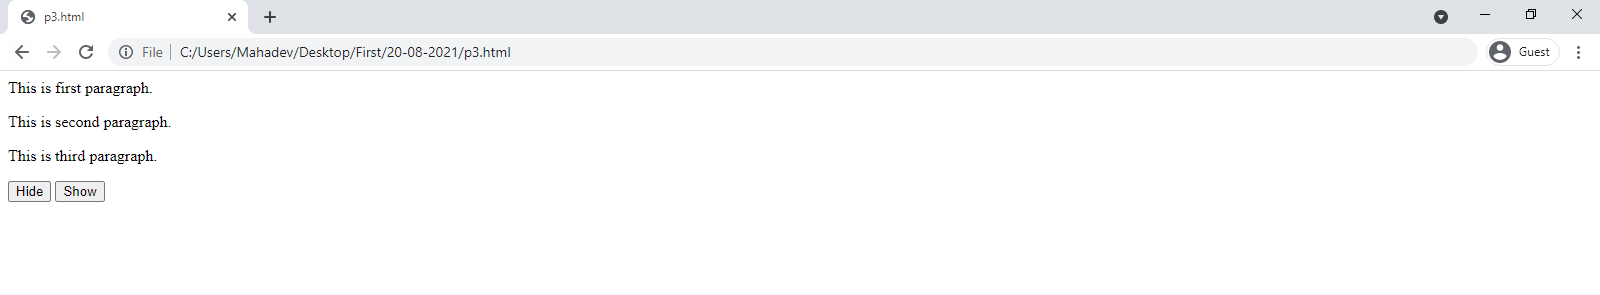 p3.html
File C:/Users/Mahadev/Desktop/First/20-08-2021/p3.html Guest
This is first paragraph.
This is second paragraph.
This is third paragraph.
Hide Show